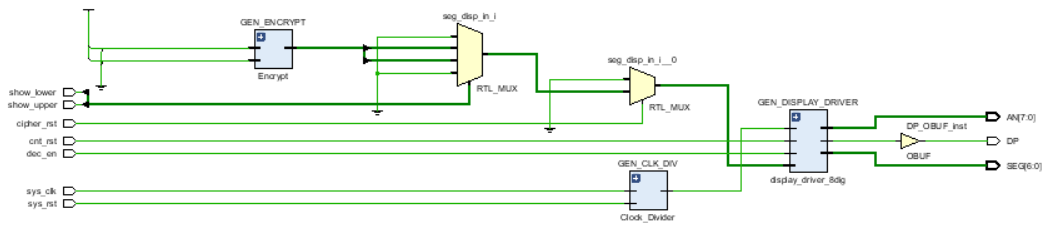 seg_disp_in_i
GEN_ENCRYPT
Encrypt
seg_disp_in_i__0
RTL_MUX
show_lower
show_upper
RTL_MUX
GEN_DISPLAY_DRIVER
cipher_rst
AN[7:0]
DP_OBUF_inst
cnt_rst
DP
dec_en
OBUF
GEN_CLK_DIV
SEG[6:0]
display_driver_8dig
sys_clk
sys_rst
Clock_Divider